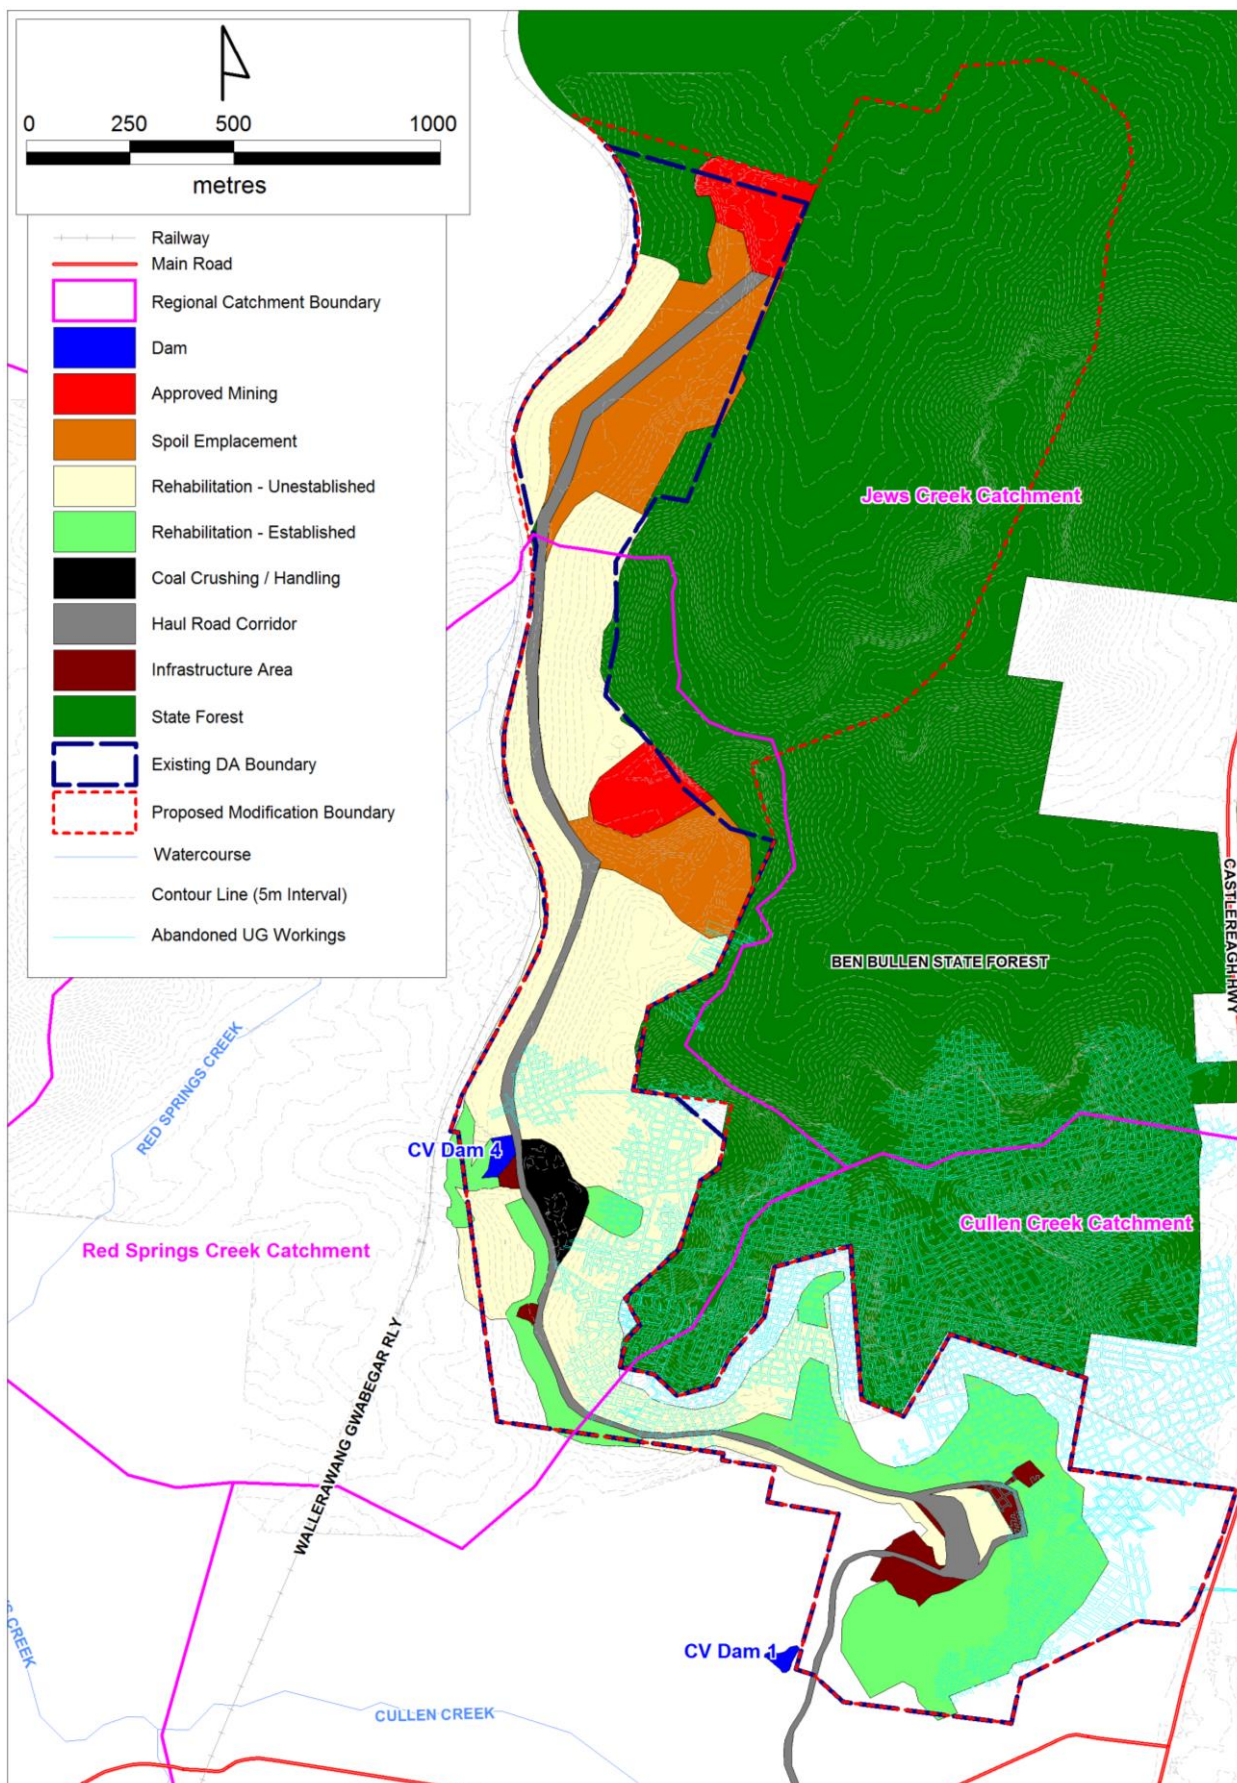 0 250 500 1000
metres
Railway
Main Road
Regional Catchment Boundary
Dam
Approved Mining
Spoil Emplacement
Rehabilitation - Unestablished
Rehabilitation - Established
Coal Crushing / Handling
Haul Road Corridor
Infrastructure Area
State Forest
Existing DA Boundary
Proposed Modification Boundary
Watercourse
Contour Line (5m Interval)
Abandoned UG Workings
Jews Creek Catchment
CASTLEREAGH HWY
BEN BULLEN STATE FOREST
RED SPRINGS CREEK
CV Dam 4
Cullen Creek Catchment
Red Springs Creek Catchment
WALLERAWANG GWABEGAR RLY
CREEK
CV Dam 1
CULLEN CREEK